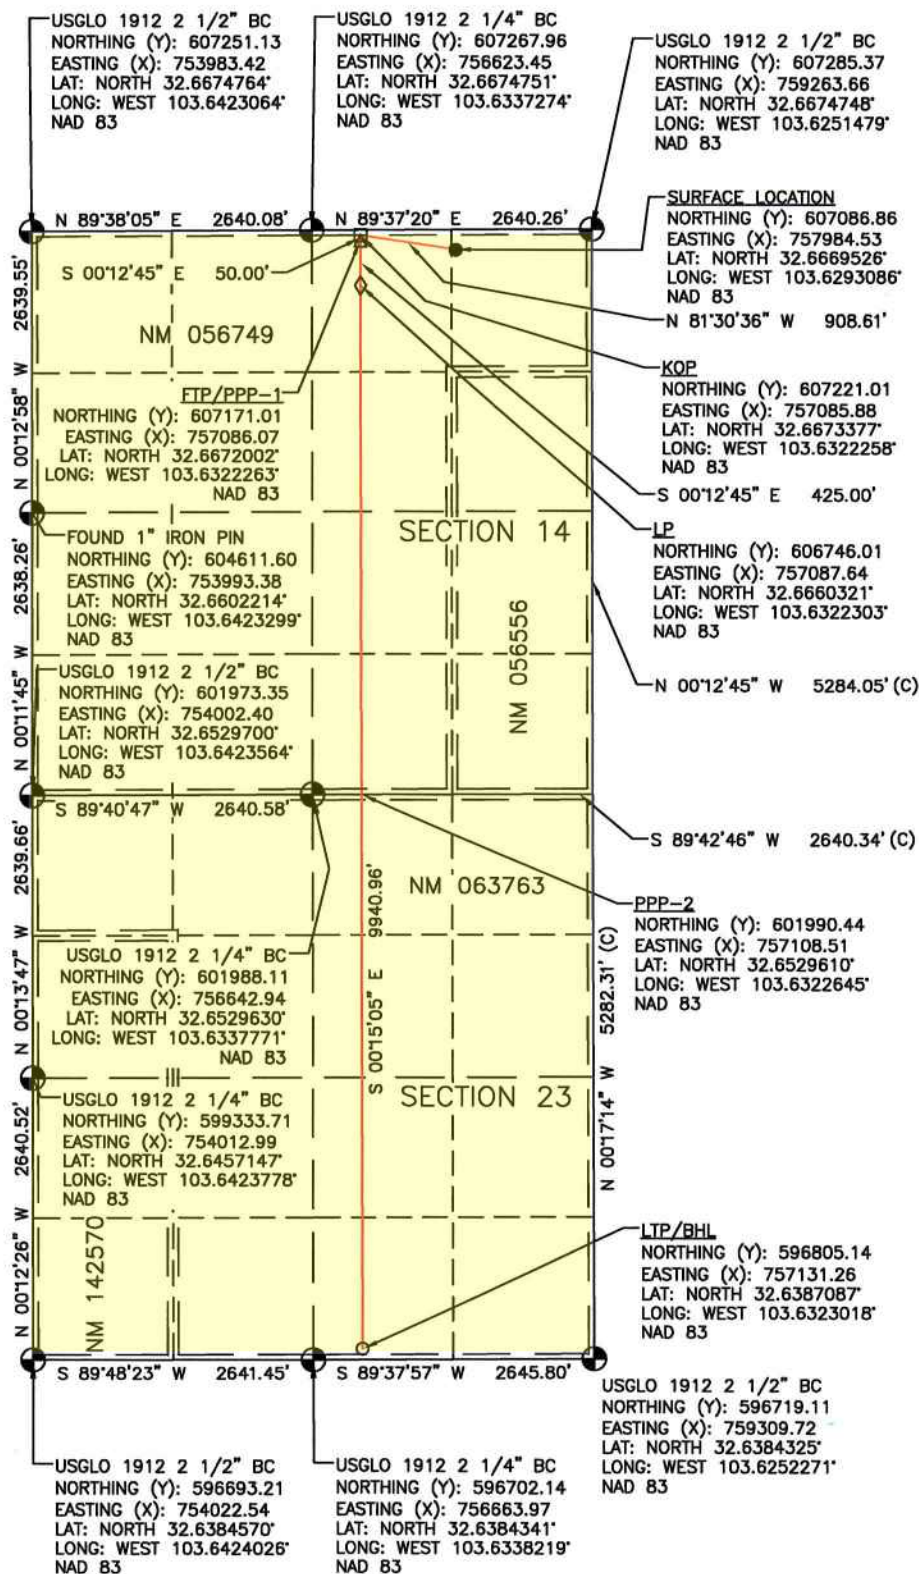 USGLO 1912 2 1/2" BC
NORTHING (Y): 607251.13
EASTING (X): 753983.42
LAT: NORTH 32.6674764°
LONG: WEST 103.6423064°
NAD 83
USGLO 1912 2 1/4" BC
NORTHING (Y): 607267.96
EASTING (X): 756623.45
LAT: NORTH 32.6674751°
LONG: WEST 103.6337274°
NAD 83
USGLO 1912 2 1/2" BC
NORTHING (Y): 607285.37
EASTING (X): 759263.66
LAT: NORTH 32.6674748°
LONG: WEST 103.6251479°
NAD 83
N 89°38'05" E 2640.08'
N 89°37'20" E 2640.26'
SURFACE LOCATION
NORTHING (Y): 607086.86
EASTING (X): 757984.53
LAT: NORTH 32.6669526°
LONG: WEST 103.6293086°
NAD 83
S 00°12'45" E 50.00'
N 81°30'36" W 908.61'
NM 056749
KOP
NORTHING (Y): 607221.01
EASTING (X): 757085.88
LAT: NORTH 32.6673377°
LONG: WEST 103.6322258°
NAD 83
FTP/PPP-1
NORTHING (Y): 607171.01
EASTING (X): 757086.07
LAT: NORTH 32.6672002°
LONG: WEST 103.6322263°
NAD 83
N 00°12'58" W 2639.55'
S 00°12'45" E 425.00'
SECTION 14
LP
NORTHING (Y): 606746.01
EASTING (X): 757087.64
LAT: NORTH 32.6660321°
LONG: WEST 103.6322303°
NAD 83
FOUND 1" IRON PIN
NORTHING (Y): 604611.60
EASTING (X): 753993.38
LAT: NORTH 32.6602214°
LONG: WEST 103.6423299°
NAD 83
N 00°11'45" W 2638.26'
NM 056556
N 00°12'45" W 5284.05' (C)
USGLO 1912 2 1/2" BC
NORTHING (Y): 601973.35
EASTING (X): 754002.40
LAT: NORTH 32.6529700°
LONG: WEST 103.6423564°
NAD 83
S 89°40'47" W 2640.58'
S 89°42'46" W 2640.34' (C)
NM 063763
PPP-2
NORTHING (Y): 601990.44
EASTING (X): 757108.51
LAT: NORTH 32.6529610°
LONG: WEST 103.6322645°
NAD 83
N 00°13'47" W 2639.66'
USGLO 1912 2 1/4" BC
NORTHING (Y): 601988.11
EASTING (X): 756642.94
LAT: NORTH 32.6529630°
LONG: WEST 103.6337771°
NAD 83
S 00°15'05" E 9940.96'
N 00°17'14" W 5282.31' (C)
SECTION 23
USGLO 1912 2 1/4" BC
NORTHING (Y): 599333.71
EASTING (X): 754012.99
LAT: NORTH 32.6457147°
LONG: WEST 103.6423778°
NAD 83
N 00°12'26" W 2640.52'
NM 142570
LTP/BHL
NORTHING (Y): 596805.14
EASTING (X): 757131.26
LAT: NORTH 32.6387087°
LONG: WEST 103.6323018°
NAD 83
S 89°48'23" W 2641.45'
S 89°37'57" W 2645.80'
USGLO 1912 2 1/2" BC
NORTHING (Y): 596719.11
EASTING (X): 759309.72
LAT: NORTH 32.6384325°
LONG: WEST 103.6252271°
NAD 83
USGLO 1912 2 1/2" BC
NORTHING (Y): 596693.21
EASTING (X): 754022.54
LAT: NORTH 32.6384570°
LONG: WEST 103.6424026°
NAD 83
USGLO 1912 2 1/4" BC
NORTHING (Y): 596702.14
EASTING (X): 756663.97
LAT: NORTH 32.6384341°
LONG: WEST 103.6338219°
NAD 83